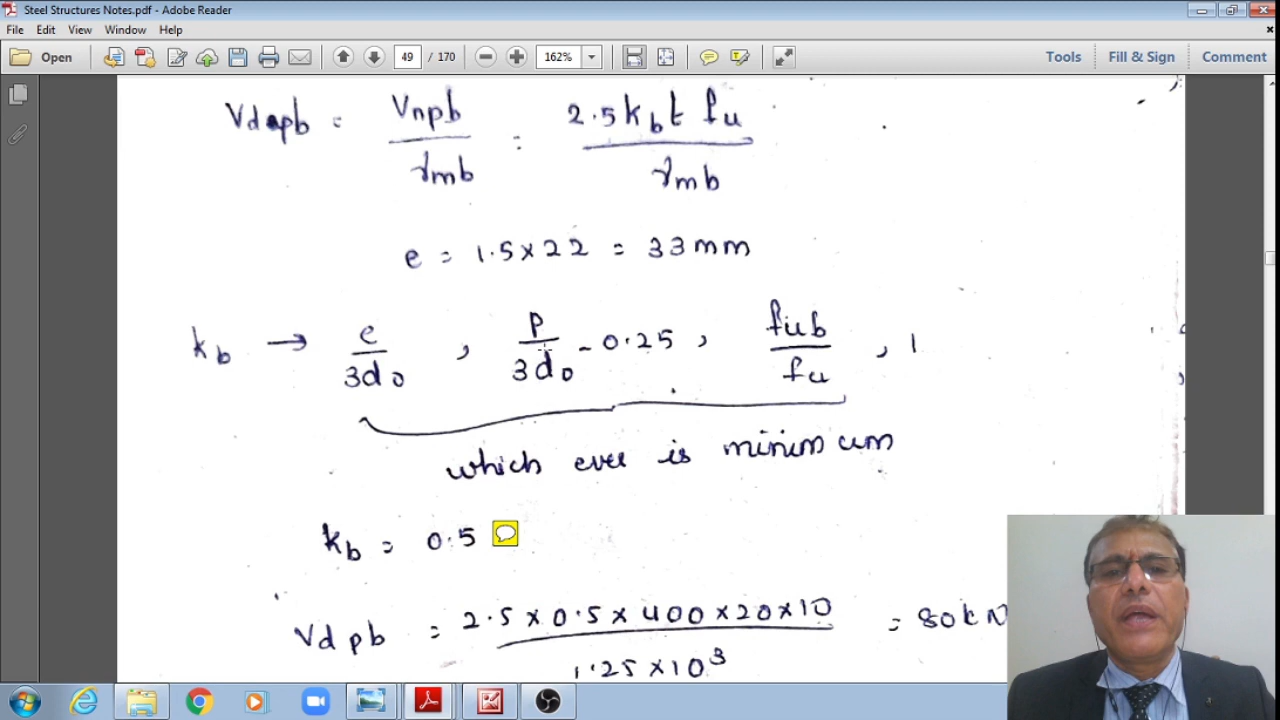 Steel Structures Notes.pdf - Adobe Reader
File Edit View Window Help
Open 49 / 170 162% Tools Fill & Sign Comment
Vdpb = Vnpb / γmb = 2.5 kb t fu / γmb
e = 1.5 × 22 = 33 mm
kb → e / 3d0 , p / 3d0 - 0.25 , fub / fu , 1
which ever is minimum
kb = 0.5
Vdpb = 2.5 × 0.5 × 400 × 20 × 10 / 1.25 × 10³ = 80 kN